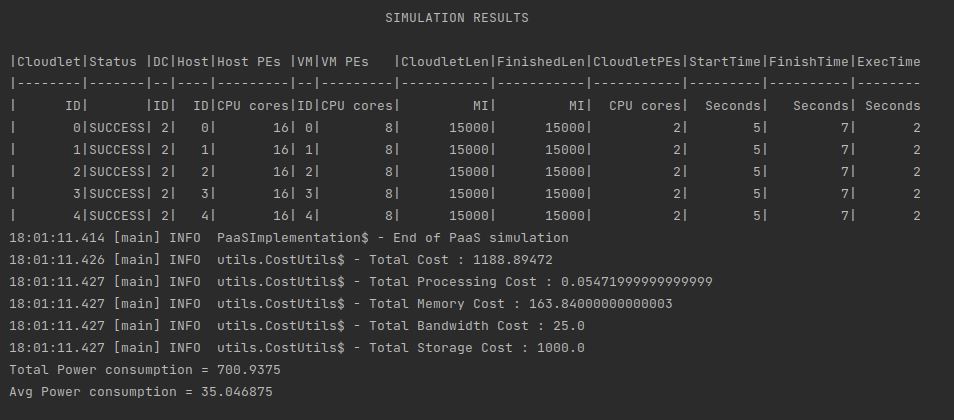 SIMULATION RESULTS
|Cloudlet|Status |DC|Host|Host PEs |VM|VM PEs   |CloudletLen|FinishedLen|CloudletPEs|StartTime|FinishTime|ExecTime
|--------|-------|--|----|---------|--|---------|-----------|-----------|-----------|---------|----------|--------
|      ID|       |ID|  ID|CPU cores|ID|CPU cores|         MI|         MI|  CPU cores|  Seconds|   Seconds| Seconds
|       0|SUCCESS| 2|   0|       16| 0|        8|      15000|      15000|          2|        5|         7|       2
|       1|SUCCESS| 2|   1|       16| 1|        8|      15000|      15000|          2|        5|         7|       2
|       2|SUCCESS| 2|   2|       16| 2|        8|      15000|      15000|          2|        5|         7|       2
|       3|SUCCESS| 2|   3|       16| 3|        8|      15000|      15000|          2|        5|         7|       2
|       4|SUCCESS| 2|   4|       16| 4|        8|      15000|      15000|          2|        5|         7|       2
18:01:11.414 [main] INFO  PaaSImplementation$ - End of PaaS simulation
18:01:11.426 [main] INFO  utils.CostUtils$ - Total Cost : 1188.89472
18:01:11.427 [main] INFO  utils.CostUtils$ - Total Processing Cost : 0.05471999999999999
18:01:11.427 [main] INFO  utils.CostUtils$ - Total Memory Cost : 163.84000000000003
18:01:11.427 [main] INFO  utils.CostUtils$ - Total Bandwidth Cost : 25.0
18:01:11.427 [main] INFO  utils.CostUtils$ - Total Storage Cost : 1000.0
Total Power consumption = 700.9375
Avg Power consumption = 35.046875